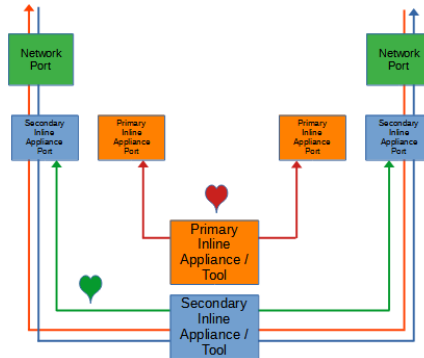 Network
Port
Network
Port
Secondary
Inline
Appliance
Port
Primary
Inline
Appliance
Port
Primary
Inline
Appliance
Port
Secondary
Inline
Appliance
Port
Primary
Inline
Appliance /
Tool
Secondary
Inline
Appliance /
Tool